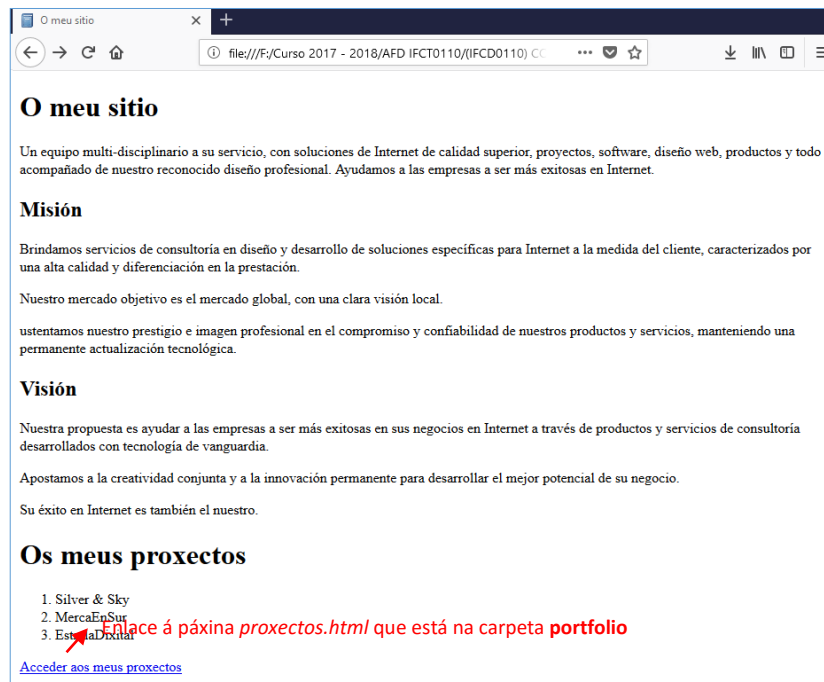 O meu sitio
file:///F:/Curso 2017 - 2018/AFD IFCT0110/(IFCD0110) CC
O meu sitio
Un equipo multi-disciplinario a su servicio, con soluciones de Internet de calidad superior, proyectos, software, diseño web, productos y todo
acompañado de nuestro reconocido diseño profesional. Ayudamos a las empresas a ser más exitosas en Internet.
Misión
Brindamos servicios de consultoría en diseño y desarrollo de soluciones específicas para Internet a la medida del cliente, caracterizados por
una alta calidad y diferenciación en la prestación.
Nuestro mercado objetivo es el mercado global, con una clara visión local.
ustentamos nuestro prestigio e imagen profesional en el compromiso y confiabilidad de nuestros productos y servicios, manteniendo una
permanente actualización tecnológica.
Visión
Nuestra propuesta es ayudar a las empresas a ser más exitosas en sus negocios en Internet a través de productos y servicios de consultoría
desarrollados con tecnología de vanguardia.
Apostamos a la creatividad conjunta y a la innovación permanente para desarrollar el mejor potencial de su negocio.
Su éxito en Internet es también el nuestro.
Os meus proxectos
1. Silver & Sky
2. MercaEnSur
Enlace á páxina proxectos.html que está na carpeta portfolio
3.
Acceder aos meus proxectos